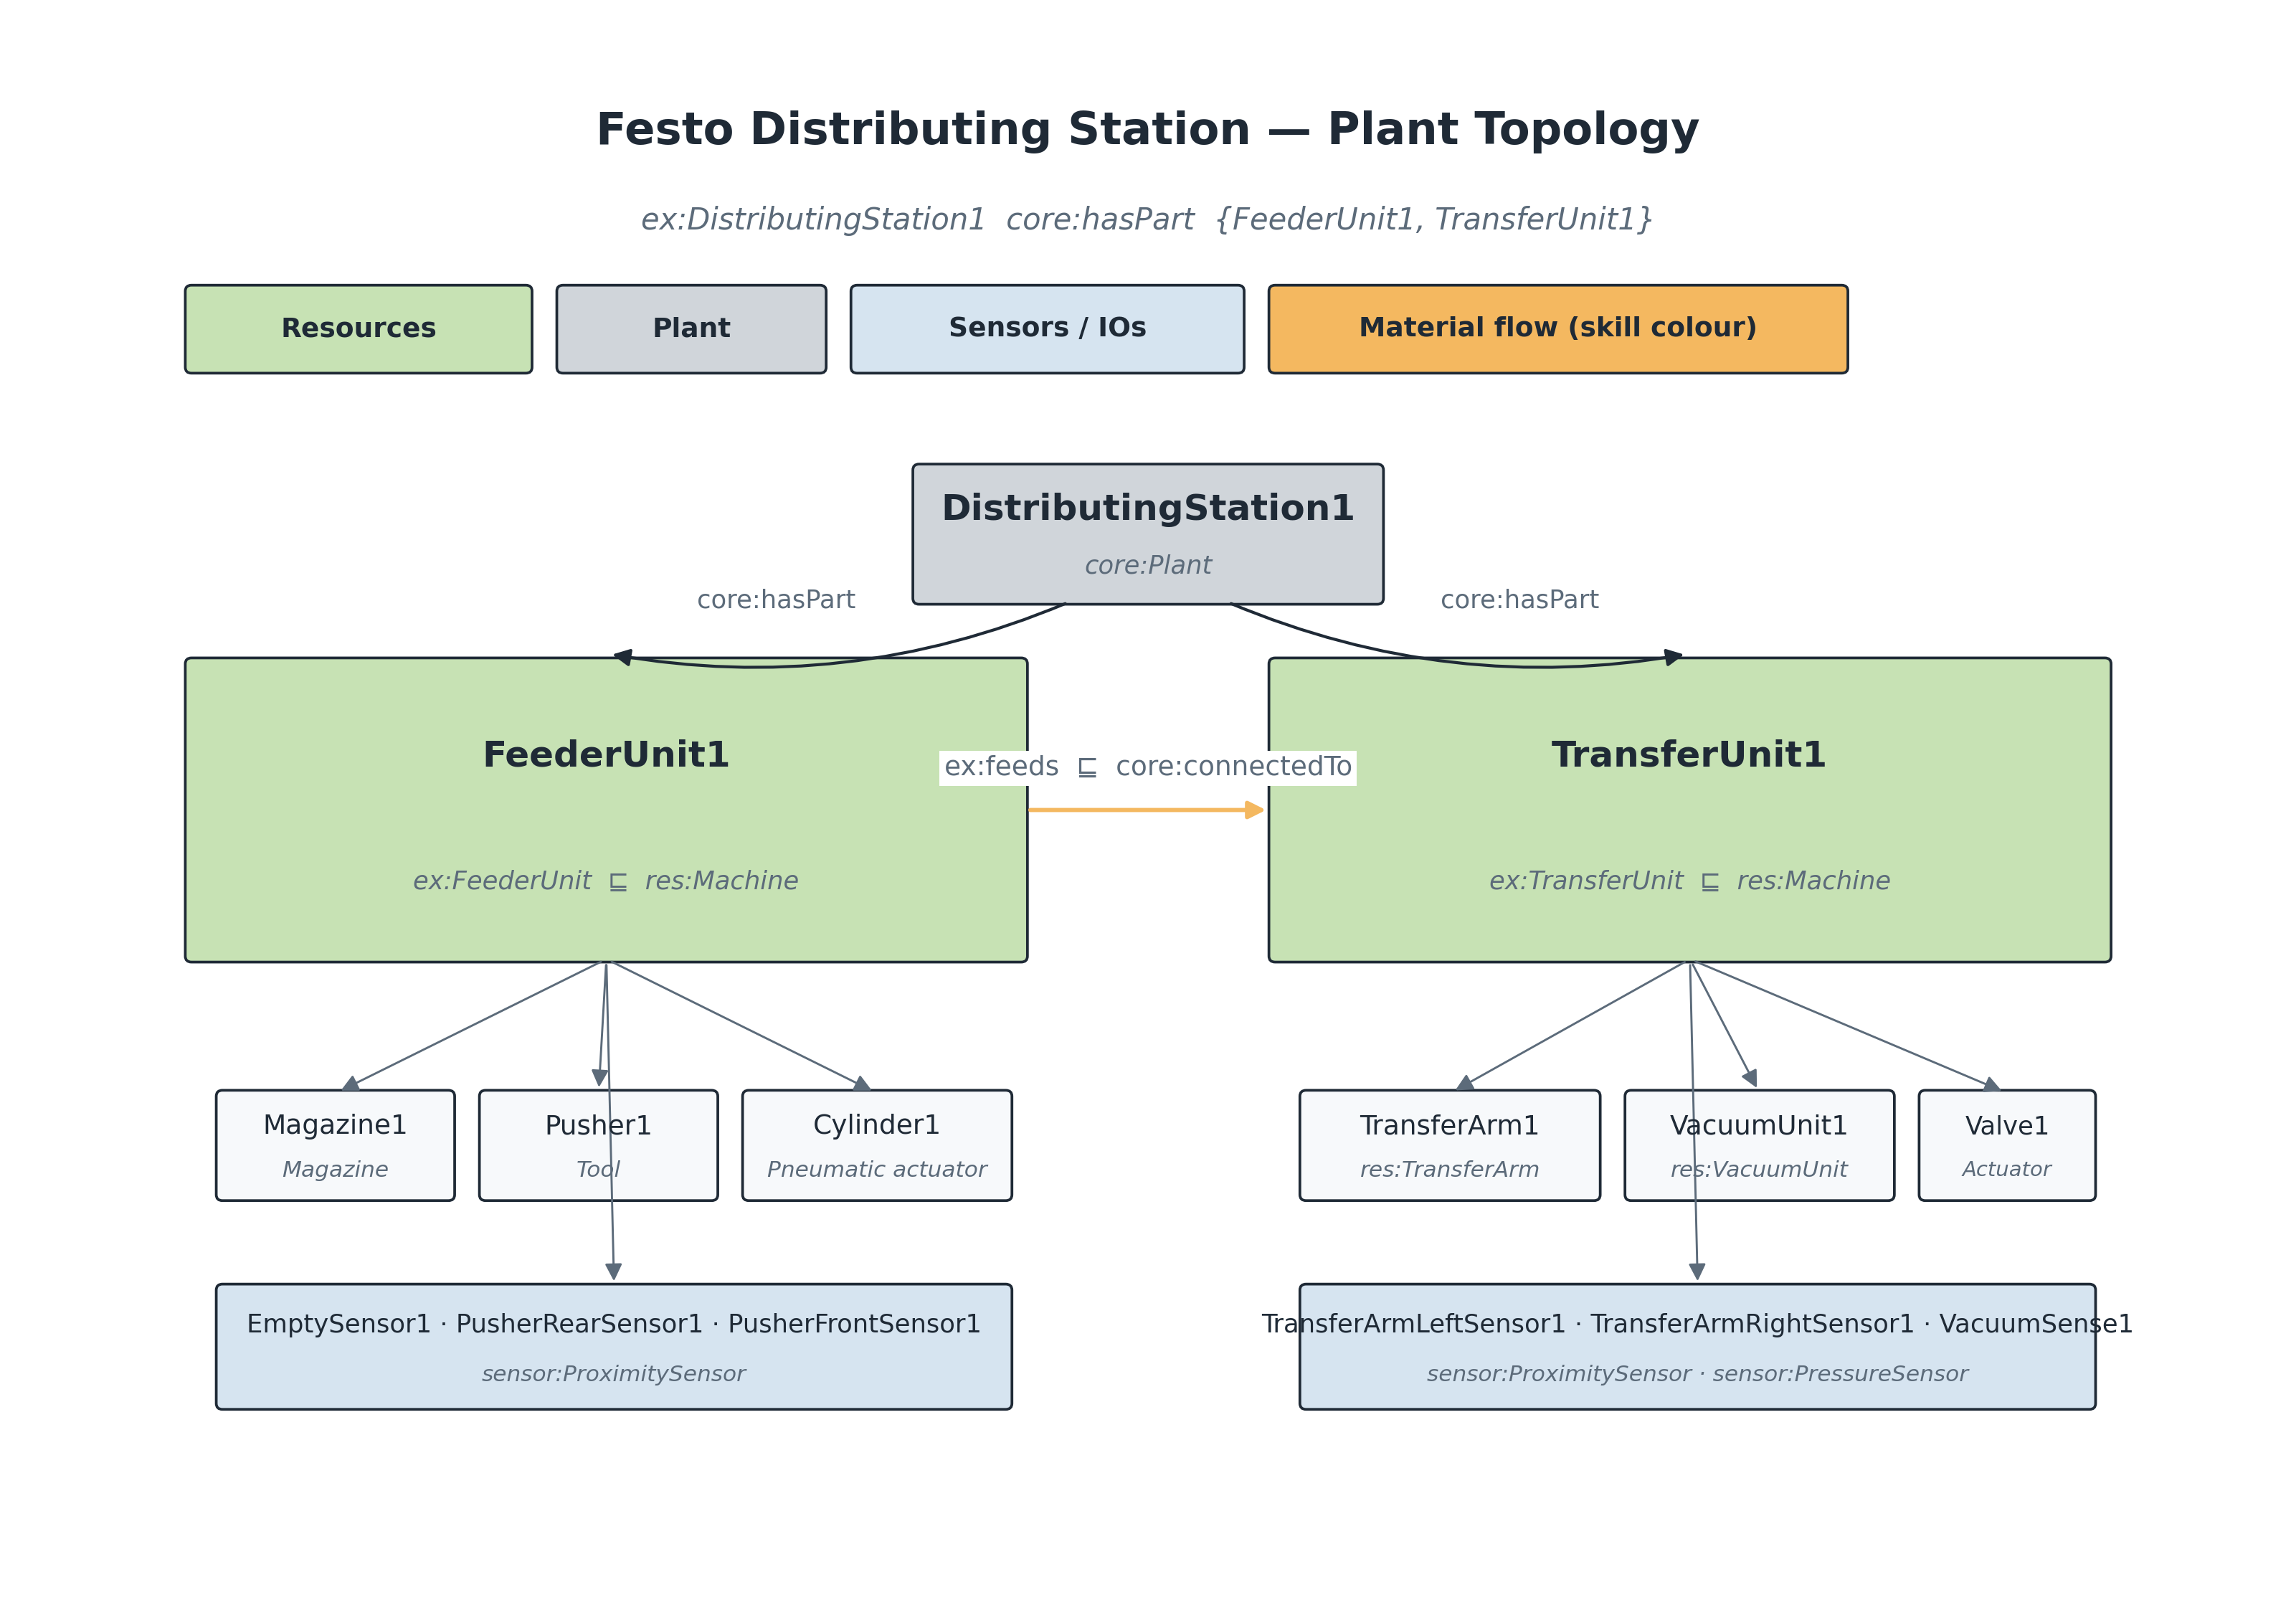 Festo Distributing Station — Plant Topology
ex:DistributingStation1 core:hasPart {FeederUnit1, TransferUnit1}
Resources
Plant
Sensors / IOs
Material flow (skill colour)
DistributingStation1
core:Plant
core:hasPart
core:hasPart
FeederUnit1
ex:feeds ⊑ core:connectedTo
TransferUnit1
ex:FeederUnit ⊑ res:Machine
ex:TransferUnit ⊑ res:Machine
Magazine1
Magazine
Pusher1
Tool
Cylinder1
Pneumatic actuator
TransferArm1
res:TransferArm
VacuumUnit1
res:VacuumUnit
Valve1
Actuator
EmptySensor1 · PusherRearSensor1 · PusherFrontSensor1
sensor:ProximitySensor
TransferArmLeftSensor1 · TransferArmRightSensor1 · VacuumSense1
sensor:ProximitySensor · sensor:PressureSensor